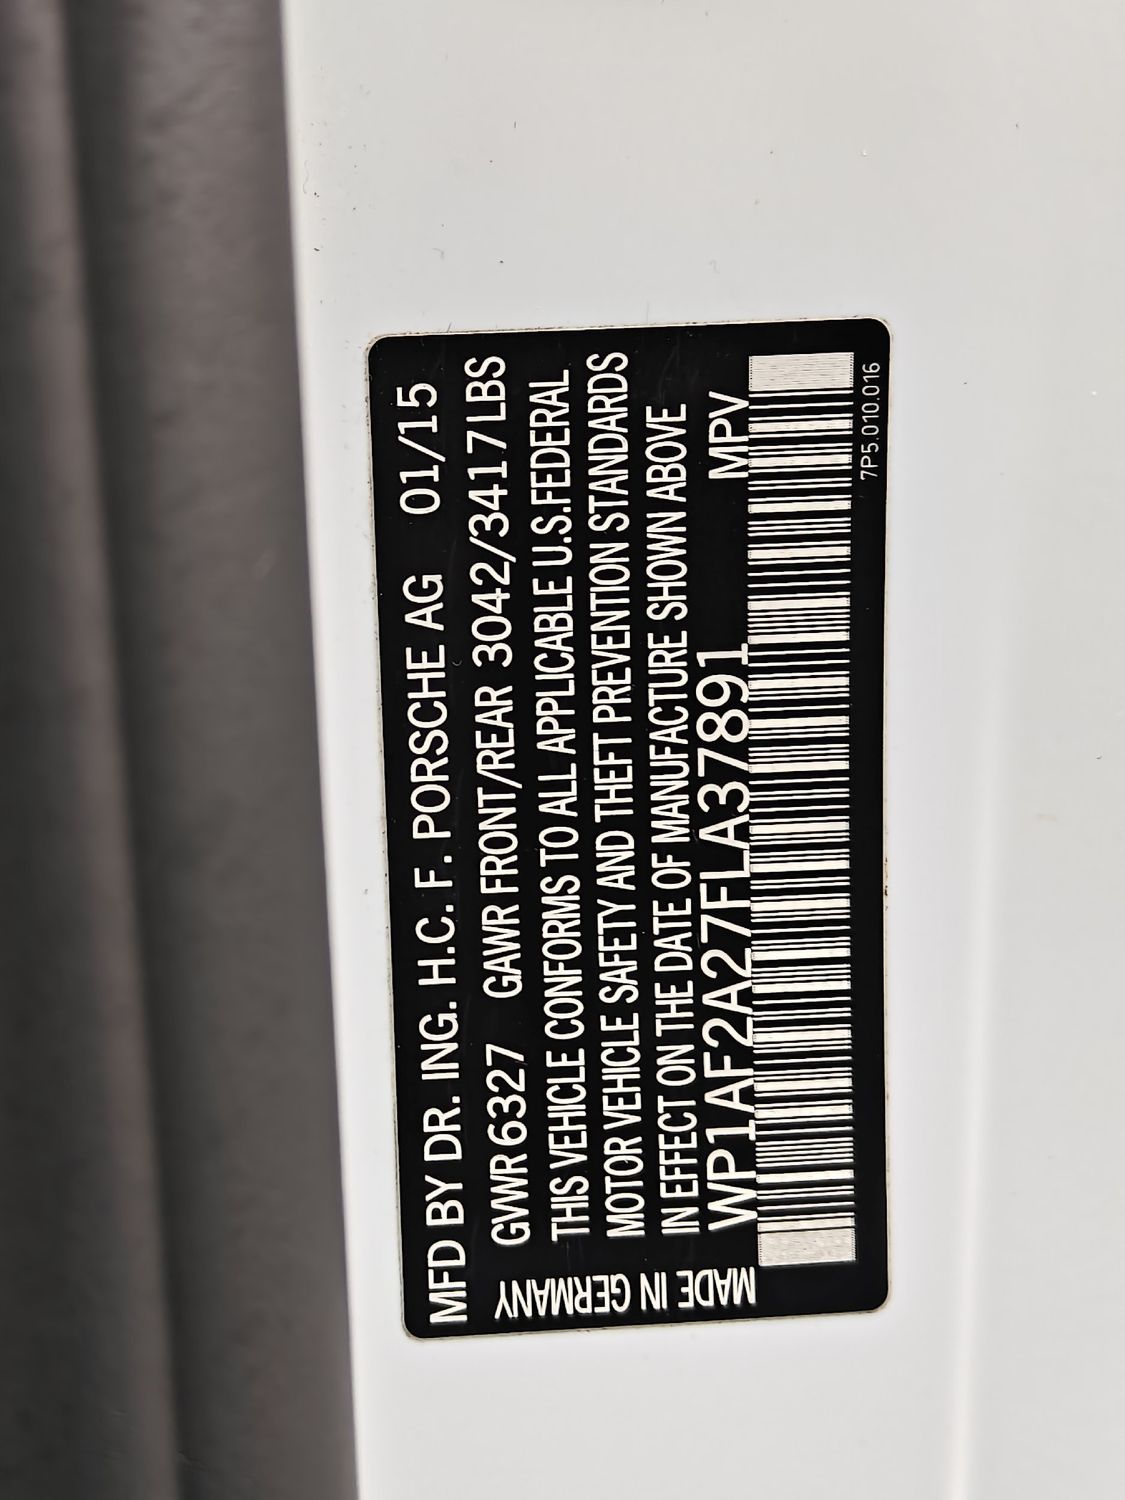 MFD BY DR. ING. H.C. F. PORSCHE AG 01/15
GVWR 6327 GAWR FRONT/REAR 3042/3417 LBS
THIS VEHICLE CONFORMS TO ALL APPLICABLE U.S.FEDERAL
MOTOR VEHICLE SAFETY AND THEFT PREVENTION STANDARDS
IN EFFECT ON THE DATE OF MANUFACTURE SHOWN ABOVE
WP1AF2A27FLA37891 MPV
7P5.010.016
MADE IN GERMANY